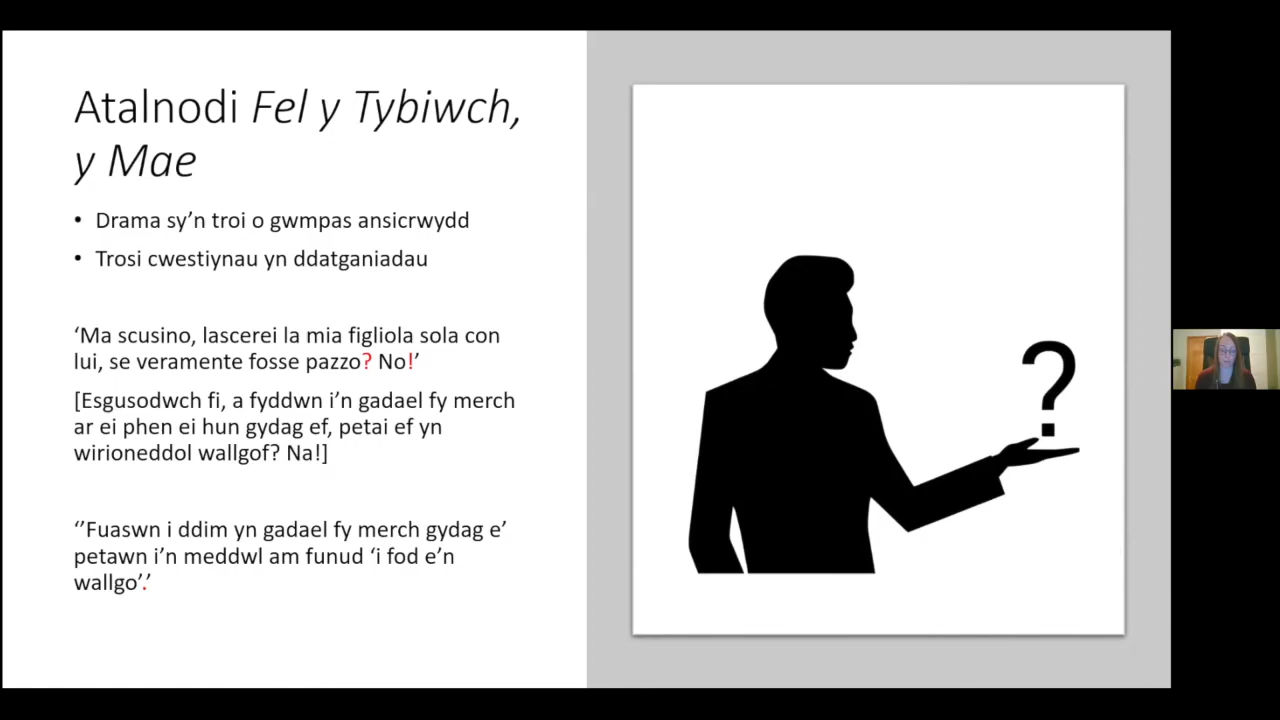 Atalnodi Fel y Tybiwch,
y Mae
• Drama sy’n troi o gwmpas ansicrwydd
• Trosi cwestiynau yn ddatganiadau
‘Ma scusino, lascerei la mia figliola sola con
lui, se veramente fosse pazzo? No!’
[Esgusodwch fi, a fyddwn i’n gadael fy merch
ar ei phen ei hun gydag ef, petai ef yn
wirioneddol wallgof? Na!]
‘’Fuaswn i ddim yn gadael fy merch gydag e’
petawn i’n meddwl am funud ‘i fod e’n
wallgo’.’
?